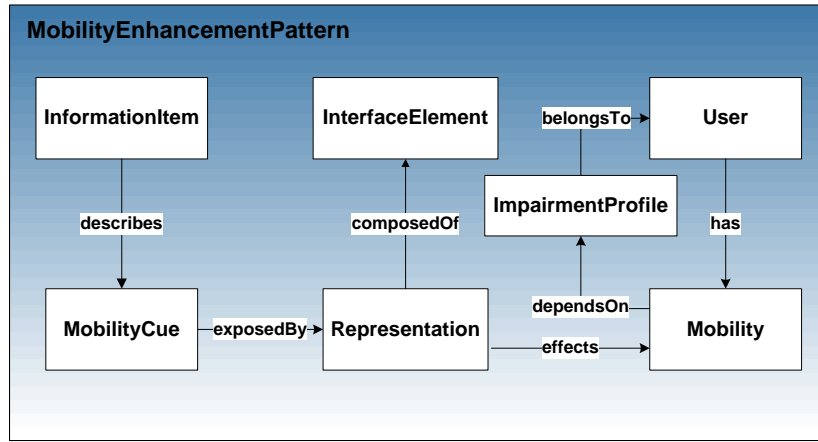 MobilityEnhancementPattern
InformationItem
InterfaceElement
belongsTo
User
ImpairmentProfile
describes
composedOf
has
dependsOn
MobilityCue
exposedBy
Representation
effects
Mobility